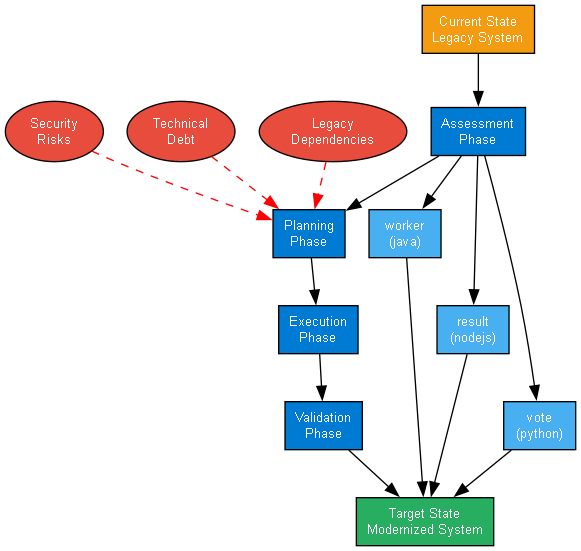 Current State
Legacy System
Security
Risks
Technical
Debt
Legacy
Dependencies
Assessment
Phase
Planning
Phase
worker
(java)
Execution
Phase
result
(nodejs)
Validation
Phase
vote
(python)
Target State
Modernized System